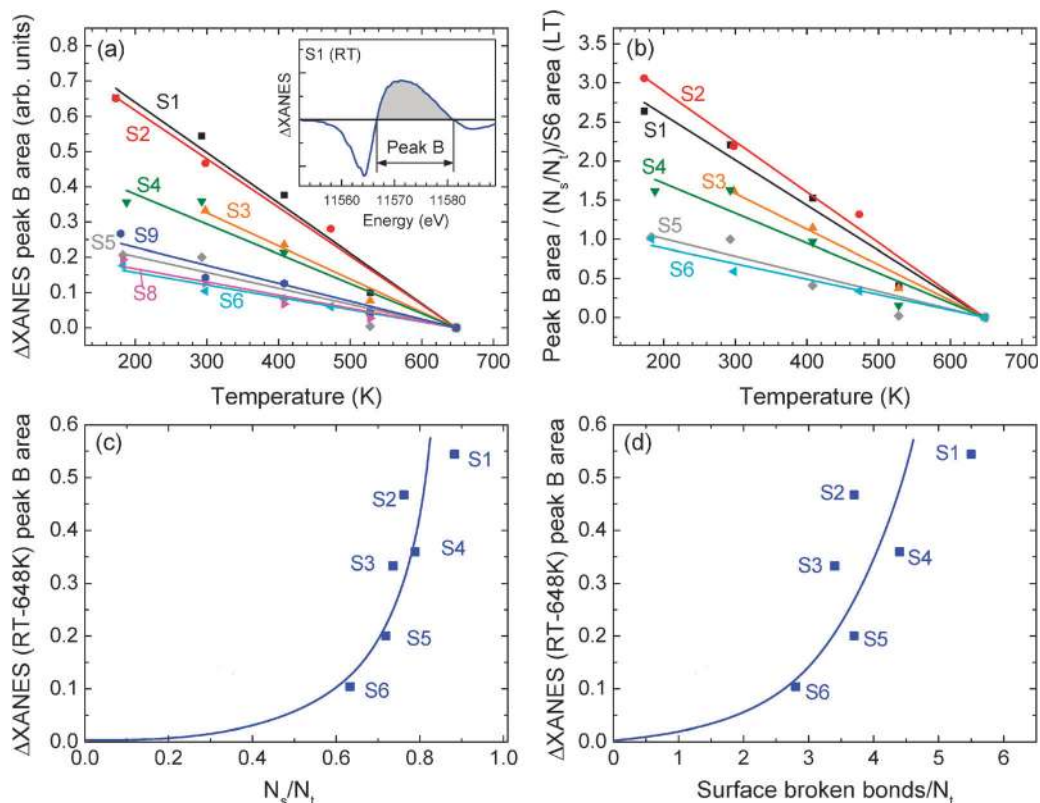 (a)
ΔXANES peak B area (arb. units)
0.8
0.7
0.6
0.5
0.4
0.3
0.2
0.1
0.0
S1
S2
S4
S3
S5
S9
S8
S6
S1 (RT)
ΔXANES
Peak B
11560 11570 11580
Energy (eV)
200 300 400 500 600 700
Temperature (K)
(b)
Peak B area / (Ns/Nt)/S6 area (LT)
3.5
3.0
2.5
2.0
1.5
1.0
0.5
0.0
S2
S1
S4
S3
S5
S6
200 300 400 500 600 700
Temperature (K)
(c)
ΔXANES (RT-648K) peak B area
0.6
0.5
0.4
0.3
0.2
0.1
0.0
S1
S2
S4
S3
S5
S6
0.0 0.2 0.4 0.6 0.8 1.0
Ns/Nt
(d)
ΔXANES (RT-648K) peak B area
0.6
0.5
0.4
0.3
0.2
0.1
0.0
S1
S2
S4
S3
S5
S6
0 1 2 3 4 5 6
Surface broken bonds/Nt